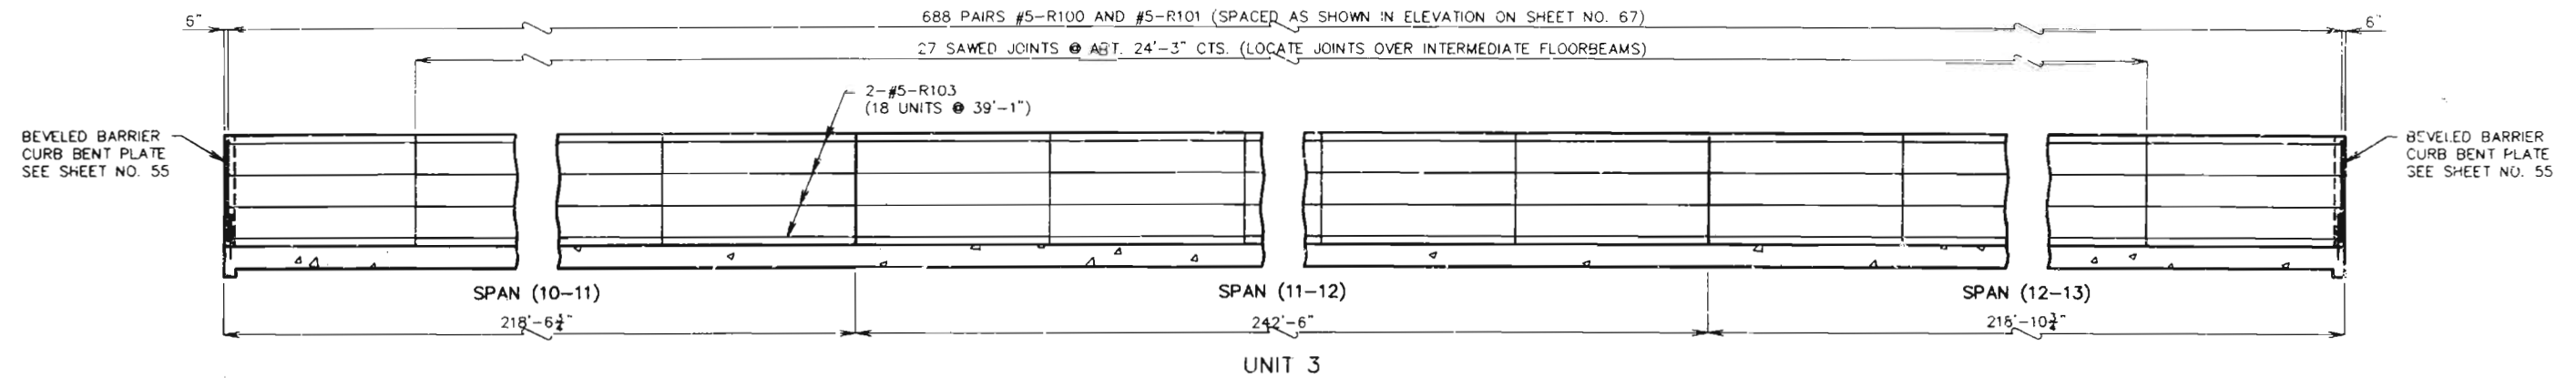 688 PAIRS #5-R100 AND #5-R101 (SPACED AS SHOWN IN ELEVATION ON SHEET NO. 67)
6"
6"
27 SAWED JOINTS @ ABT. 24'-3" CTS. (LOCATE JOINTS OVER INTERMEDIATE FLOORBEAMS)
2-#5-R103
(18 UNITS @ 39'-1")
BEVELED BARRIER
CURB BENT PLATE
SEE SHEET NO. 55
BEVELED BARRIER
CURB BENT PLATE
SEE SHEET NO. 55
SPAN (10-11)
SPAN (11-12)
SPAN (12-13)
218'-6¼"
242'-6"
218'-10¾"
UNIT 3